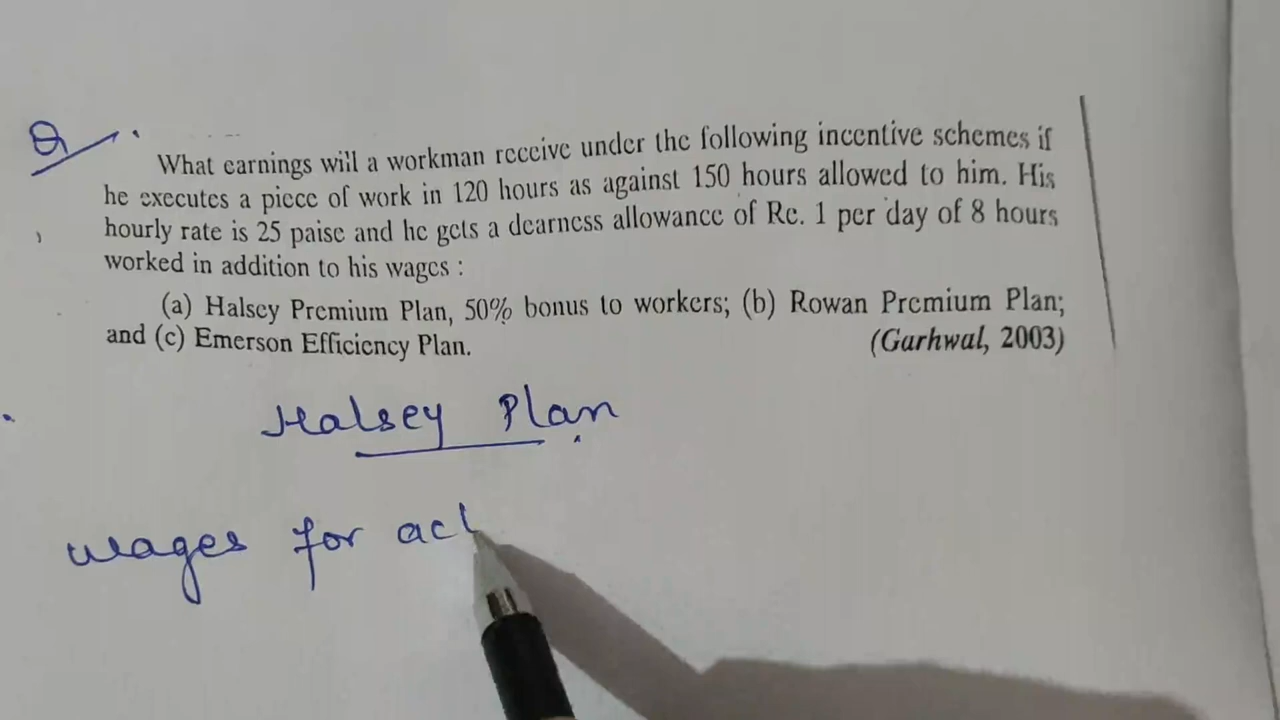 Q
What earnings will a workman receive under the following incentive schemes if
he executes a piece of work in 120 hours as against 150 hours allowed to him. His
hourly rate is 25 paise and he gets a dearness allowance of Re. 1 per day of 8 hours
worked in addition to his wages :
(a) Halsey Premium Plan, 50% bonus to workers; (b) Rowan Premium Plan;
and (c) Emerson Efficiency Plan.
(Garhwal, 2003)
Halsey Plan
wages for act